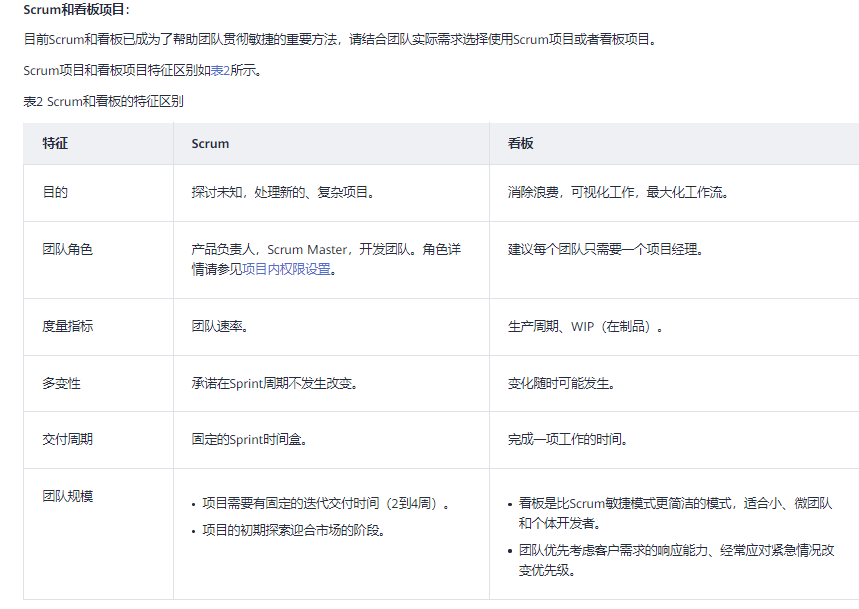 Scrum和看板项目：
目前Scrum和看板已成为了帮助团队贯彻敏捷的重要方法，请结合团队实际需求选择使用Scrum项目或者看板项目。
Scrum项目和看板项目特征区别如表2所示。
表2 Scrum和看板的特征区别
特征 Scrum 看板
目的 探讨未知，处理新的、复杂项目。 消除浪费，可视化工作，最大化工作流。
团队角色 产品负责人，Scrum Master，开发团队。角色详 建议每个团队只需要一个项目经理。
情请参见项目内权限设置。
度量指标 团队速率。 生产周期、WIP（在制品）。
多变性 承诺在Sprint周期不发生改变。 变化随时可能发生。
交付周期 固定的Sprint时间盒。 完成一项工作的时间。
团队规模
• 项目需要有固定的迭代交付时间（2到4周）。
• 项目的初期探索迎合市场的阶段。
• 看板是比Scrum敏捷模式更简洁的模式，适合小、微团队
和个体开发者。
• 团队优先考虑客户需求的响应能力、经常应对紧急情况改
变优先级。